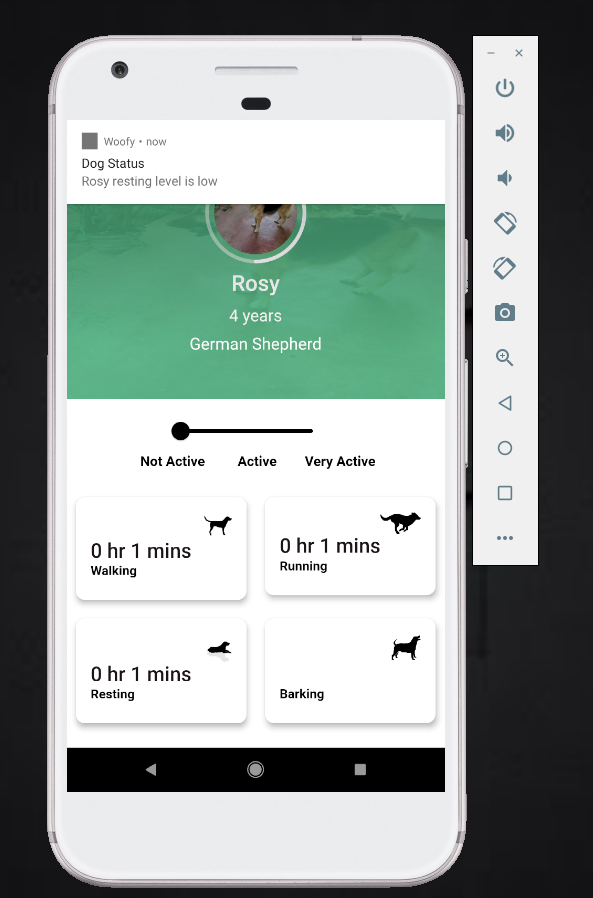 Woofy • now
Dog Status
Rosy resting level is low
Rosy
4 years
German Shepherd
Not Active Active Very Active
0 hr 1 mins
Walking
0 hr 1 mins
Running
0 hr 1 mins
Resting
Barking